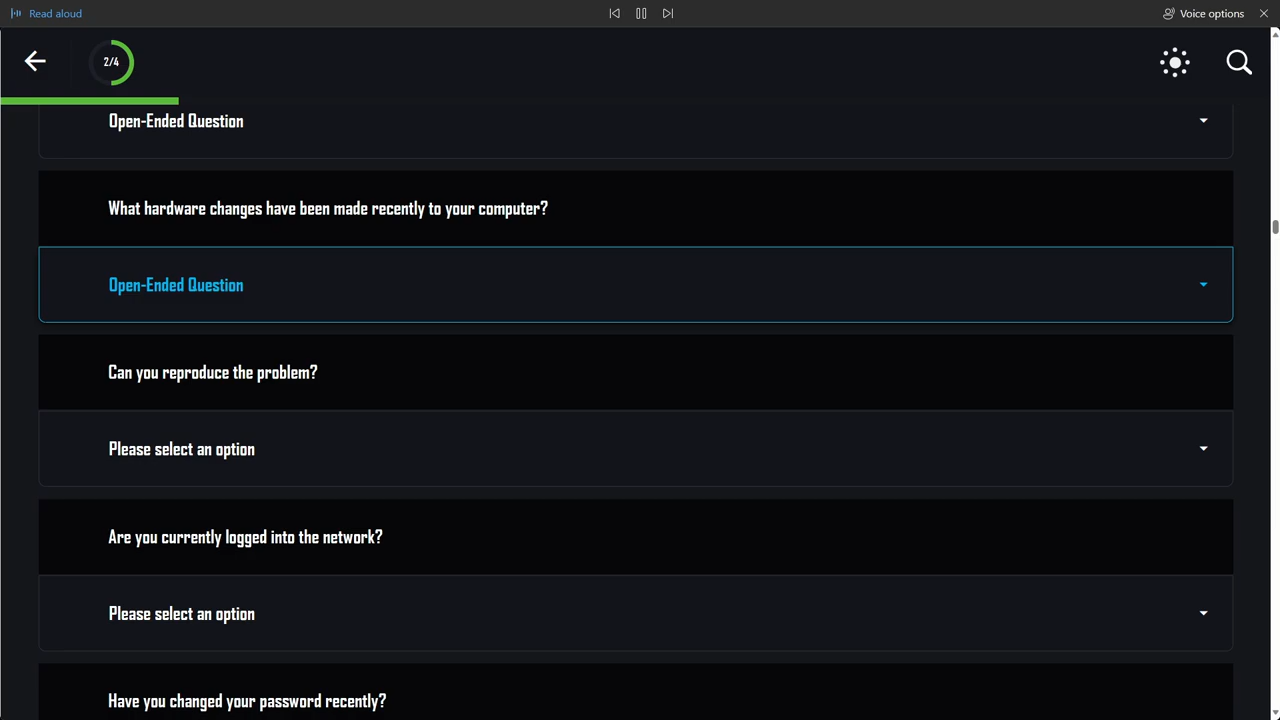 Read aloud
Voice options
2/4
Open-Ended Question
What hardware changes have been made recently to your computer?
Open-Ended Question
Can you reproduce the problem?
Please select an option
Are you currently logged into the network?
Please select an option
Have you changed your password recently?